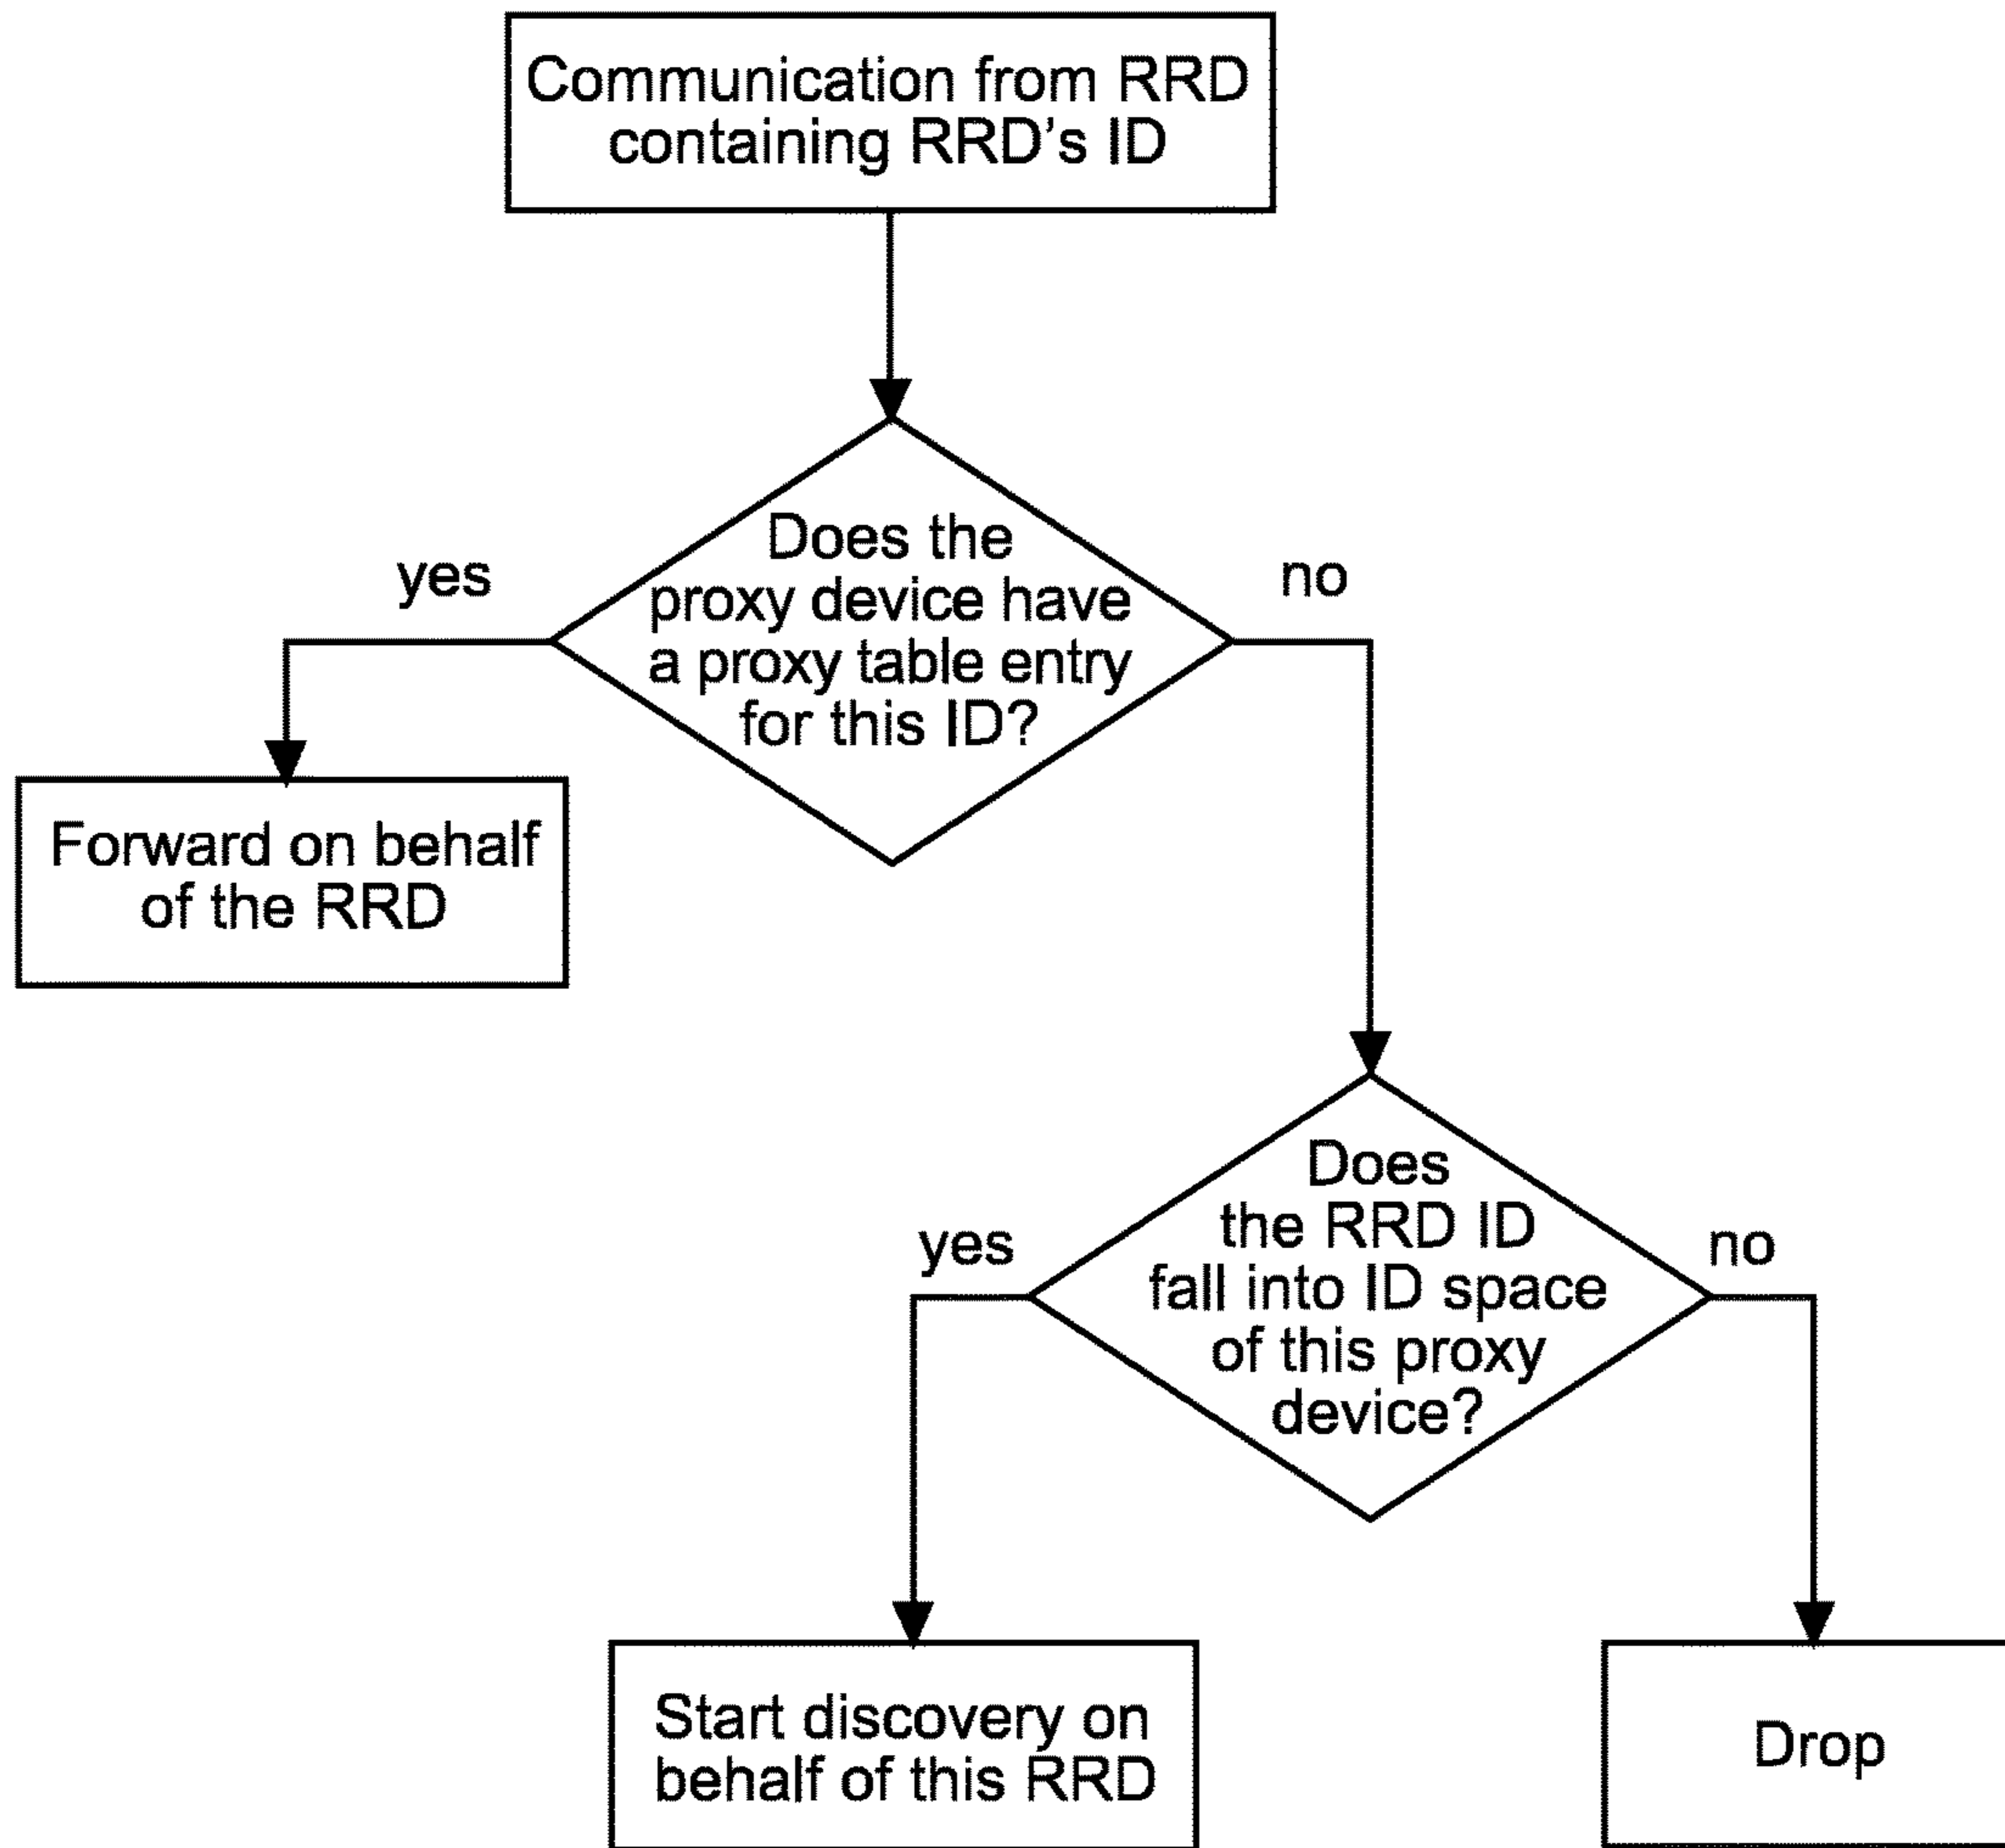 Communication from RRD
containing RRD's ID
Does the
proxy device have
a proxy table entry
for this ID?
yes
no
Forward on behalf
of the RRD
Does
the RRD ID
fall into ID space
of this proxy
device?
yes
no
Start discovery on
behalf of this RRD
Drop